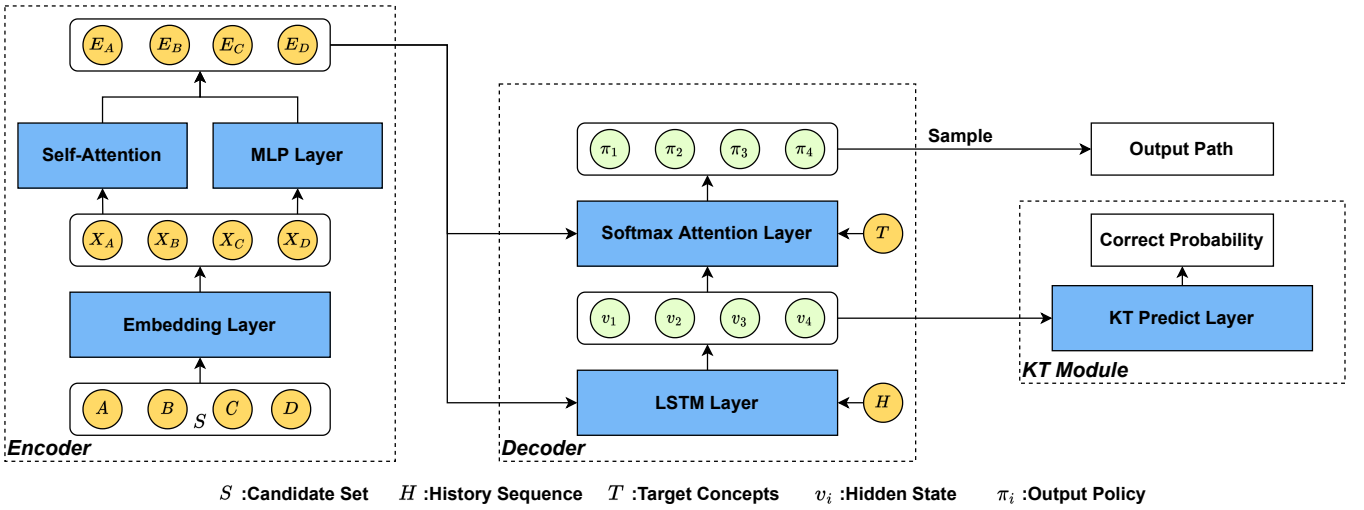 E_A E_B E_C E_D
Self-Attention
MLP Layer
X_A X_B X_C X_D
Embedding Layer
A B S C D
Encoder
π_1 π_2 π_3 π_4
Softmax Attention Layer
T
v_1 v_2 v_3 v_4
LSTM Layer
H
Decoder
Sample
Output Path
Correct Probability
KT Predict Layer
KT Module
S :Candidate Set H :History Sequence T :Target Concepts v_i :Hidden State π_i :Output Policy